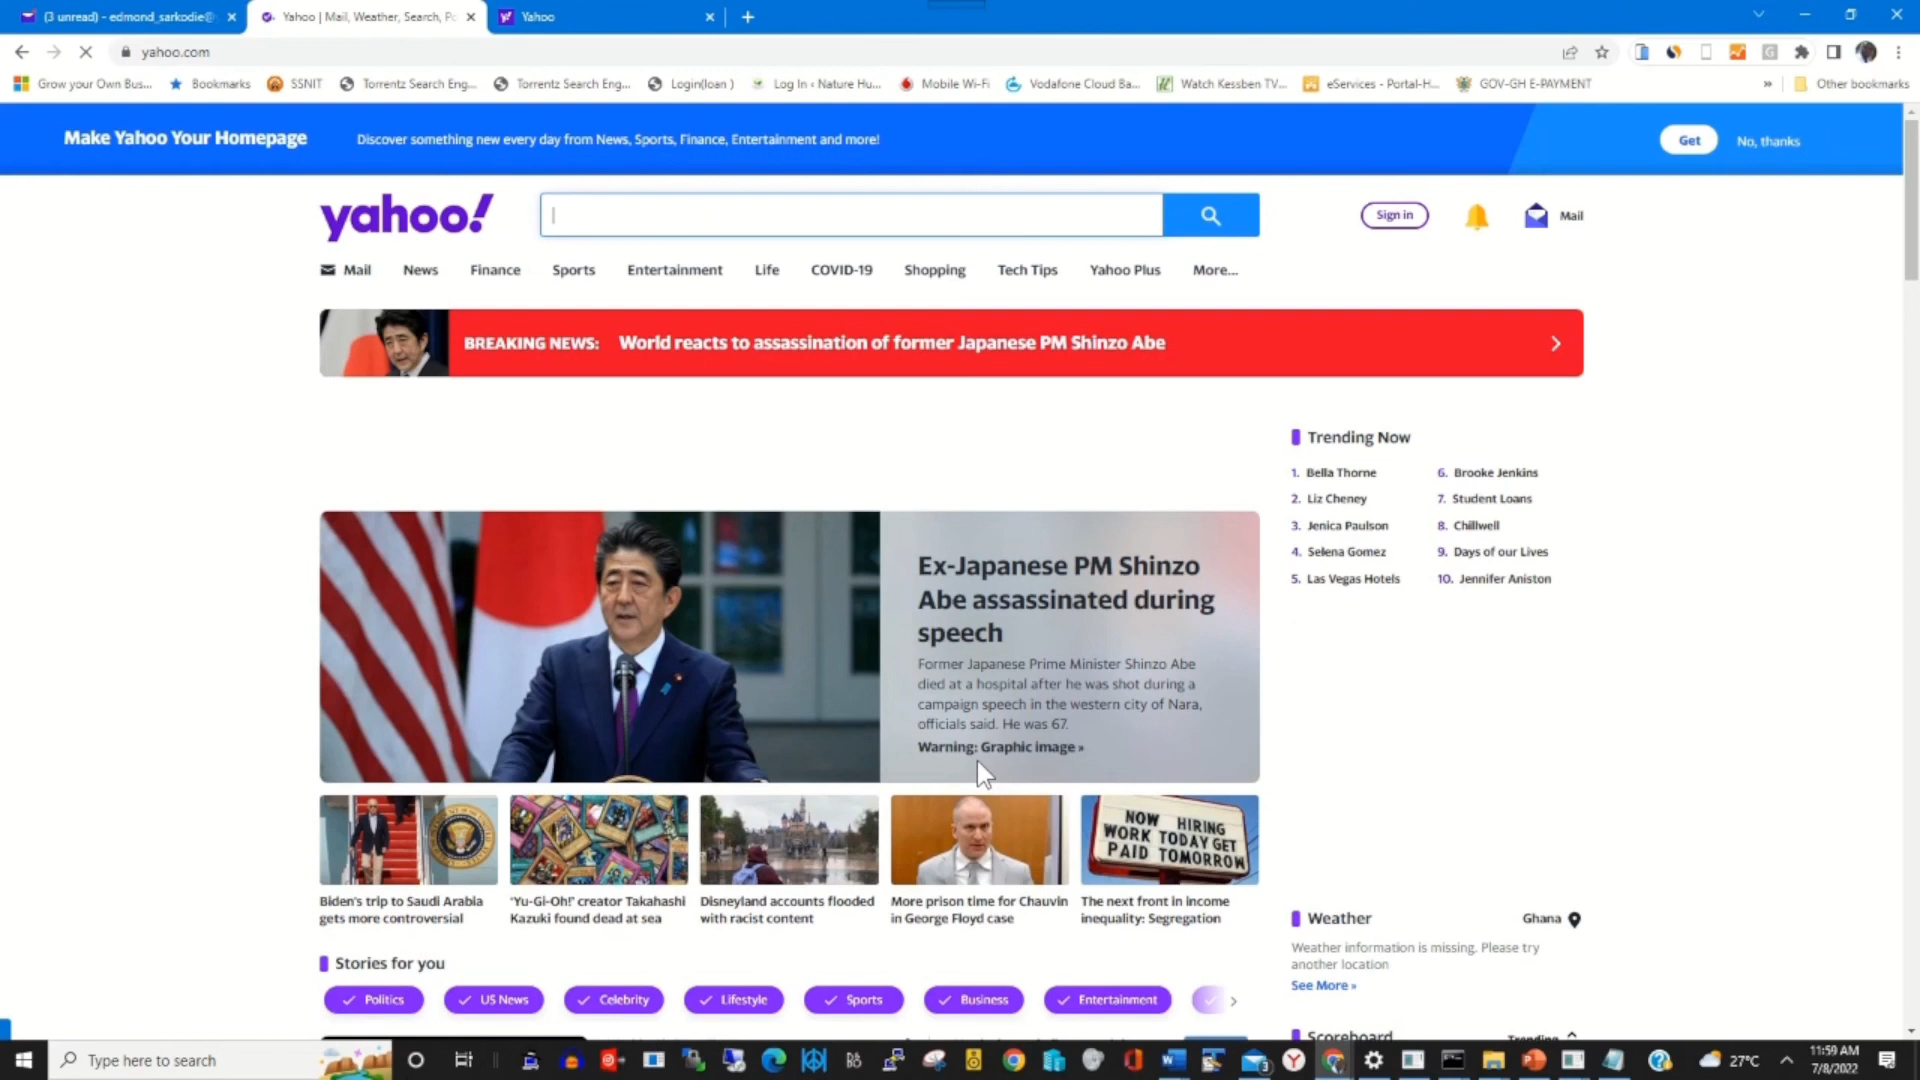 (3 unread) - edmond_sarkodie@
Yahoo | Mail, Weather, Search, Po
Yahoo
yahoo.com
Grow your Own Bus...
Bookmarks
SSNIT
Torrentz Search Eng...
Torrentz Search Eng...
Login(loan )
Log In ‹ Nature Hu...
Mobile Wi-Fi
Vodafone Cloud Ba...
Watch Kessben TV...
eServices - Portal-H...
GOV-GH E-PAYMENT
»
Other bookmarks
Make Yahoo Your Homepage
Discover something new every day from News, Sports, Finance, Entertainment and more!
Get
No, thanks
yahoo!
Sign in
Mail
Mail
News
Finance
Sports
Entertainment
Life
COVID-19
Shopping
Tech Tips
Yahoo Plus
More...
BREAKING NEWS: World reacts to assassination of former Japanese PM Shinzo Abe
Trending Now
1. Bella Thorne
2. Liz Cheney
3. Jenica Paulson
4. Selena Gomez
5. Las Vegas Hotels
6. Brooke Jenkins
7. Student Loans
8. Chillwell
9. Days of our Lives
10. Jennifer Aniston
Ex-Japanese PM Shinzo
Abe assassinated during
speech
Former Japanese Prime Minister Shinzo Abe
died at a hospital after he was shot during a
campaign speech in the western city of Nara,
officials said. He was 67.
Warning: Graphic image »
NOW HIRING
WORK TODAY GET
PAID TOMORROW
Biden's trip to Saudi Arabia
gets more controversial
'Yu-Gi-Oh!' creator Takahashi
Kazuki found dead at sea
Disneyland accounts flooded
with racist content
More prison time for Chauvin
in George Floyd case
The next front in income
inequality: Segregation
Weather
Ghana
Weather information is missing. Please try
another location
See More »
Stories for you
Politics
US News
Celebrity
Lifestyle
Sports
Business
Entertainment
Scoreboard
Trending
Type here to search
27°C
11:59 AM
7/8/2022